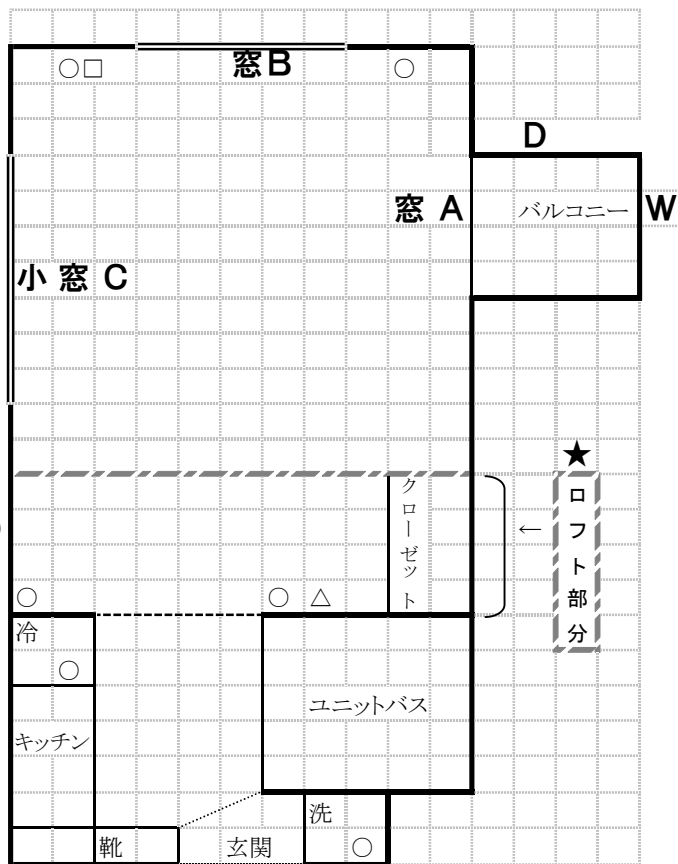 ○□
窓B
○
D
窓 A
バルコニー
W
小 窓 C
★
クローゼット
←
ロフト部分
○
○ △
冷
○
ユニットバス
キッチン
洗
靴
玄関
○